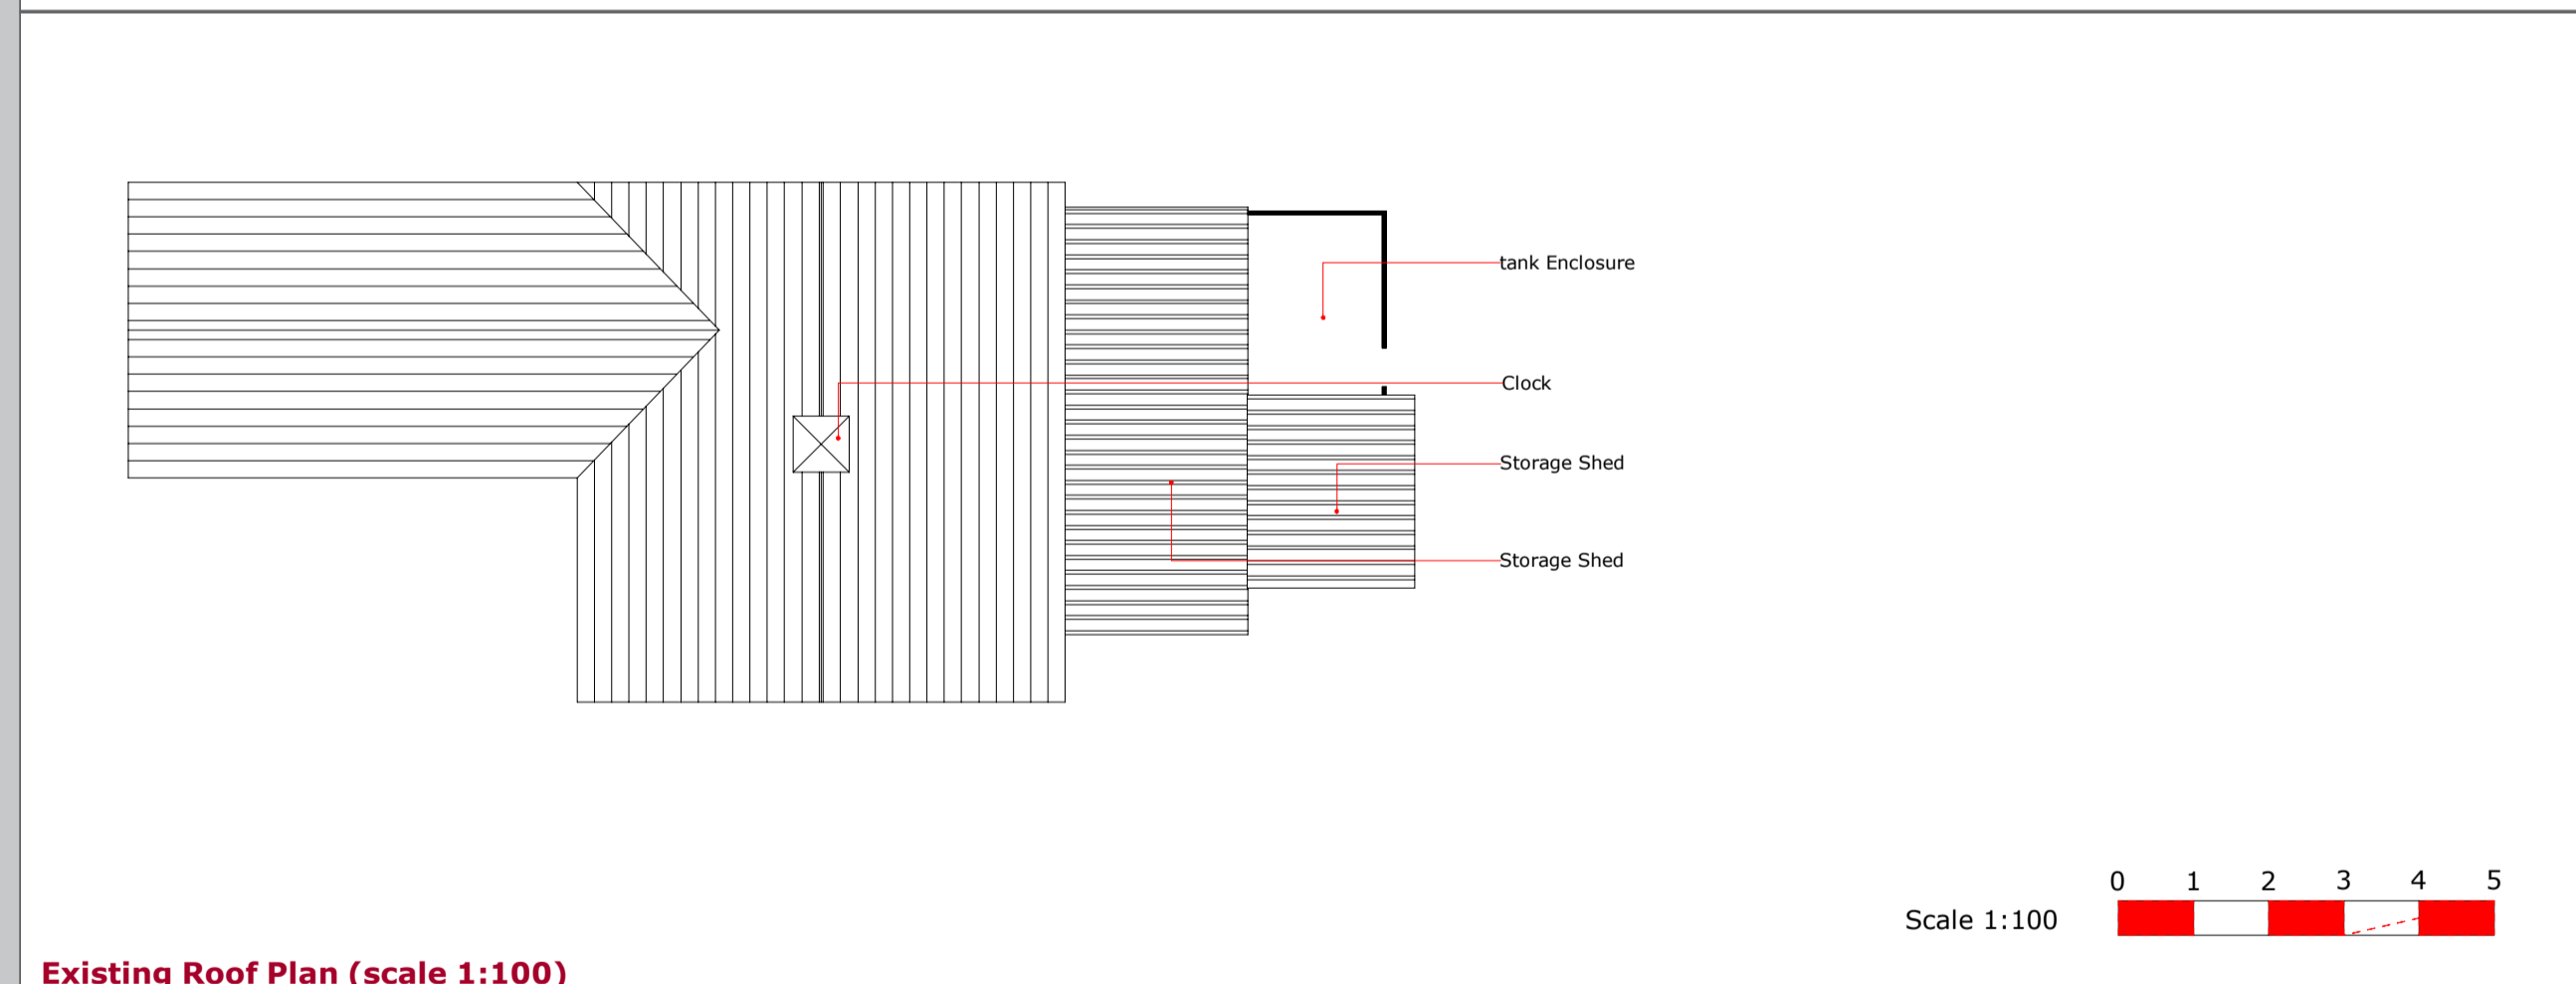 tank Enclosure
Clock
Storage Shed
Storage Shed
0 1 2 3 4 5
Scale 1:100
Existing Roof Plan (scale 1:100)